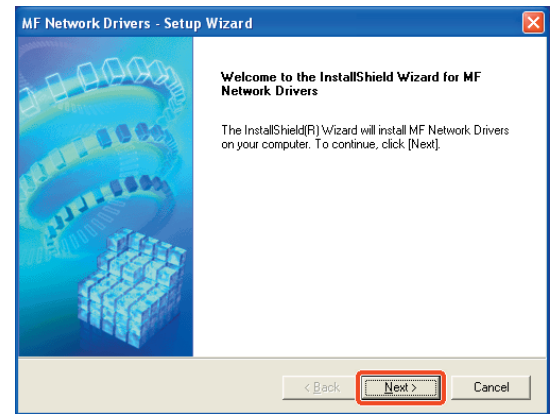 MF Network Drivers - Setup Wizard
Welcome to the InstallShield Wizard for MF
Network Drivers
The InstallShield(R) Wizard will install MF Network Drivers
on your computer. To continue, click [Next].
< Back
Next >
Cancel